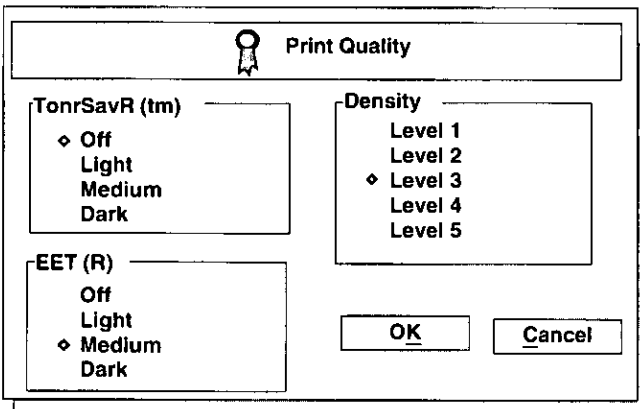 Print Quality
TonrSavR (tm)
Off
Light
Medium
Dark
EET (R)
Off
Light
Medium
Dark
Density
Level 1
Level 2
Level 3
Level 4
Level 5
OK
Cancel